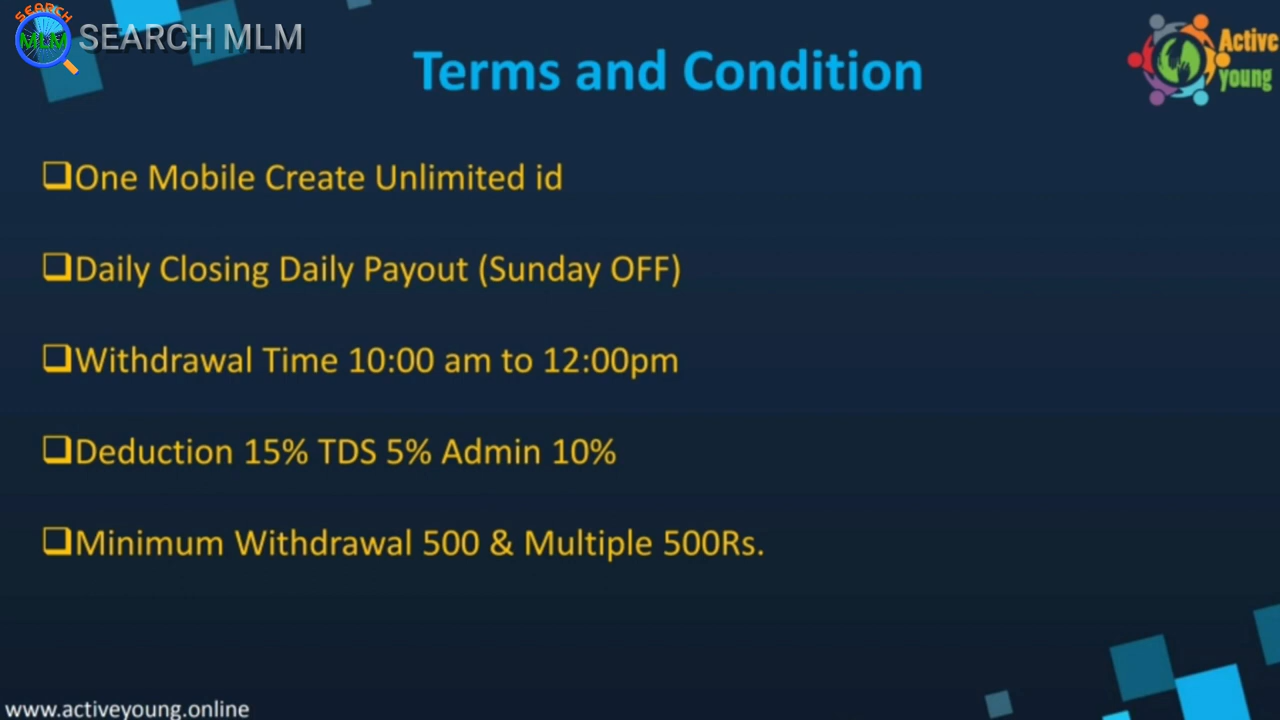 SEARCH
MLM
SEARCH MLM
Terms and Condition
Active
young
❑One Mobile Create Unlimited id
❑Daily Closing Daily Payout (Sunday OFF)
❑Withdrawal Time 10:00 am to 12:00pm
❑Deduction 15% TDS 5% Admin 10%
❑Minimum Withdrawal 500 & Multiple 500Rs.
www.activeyoung.online